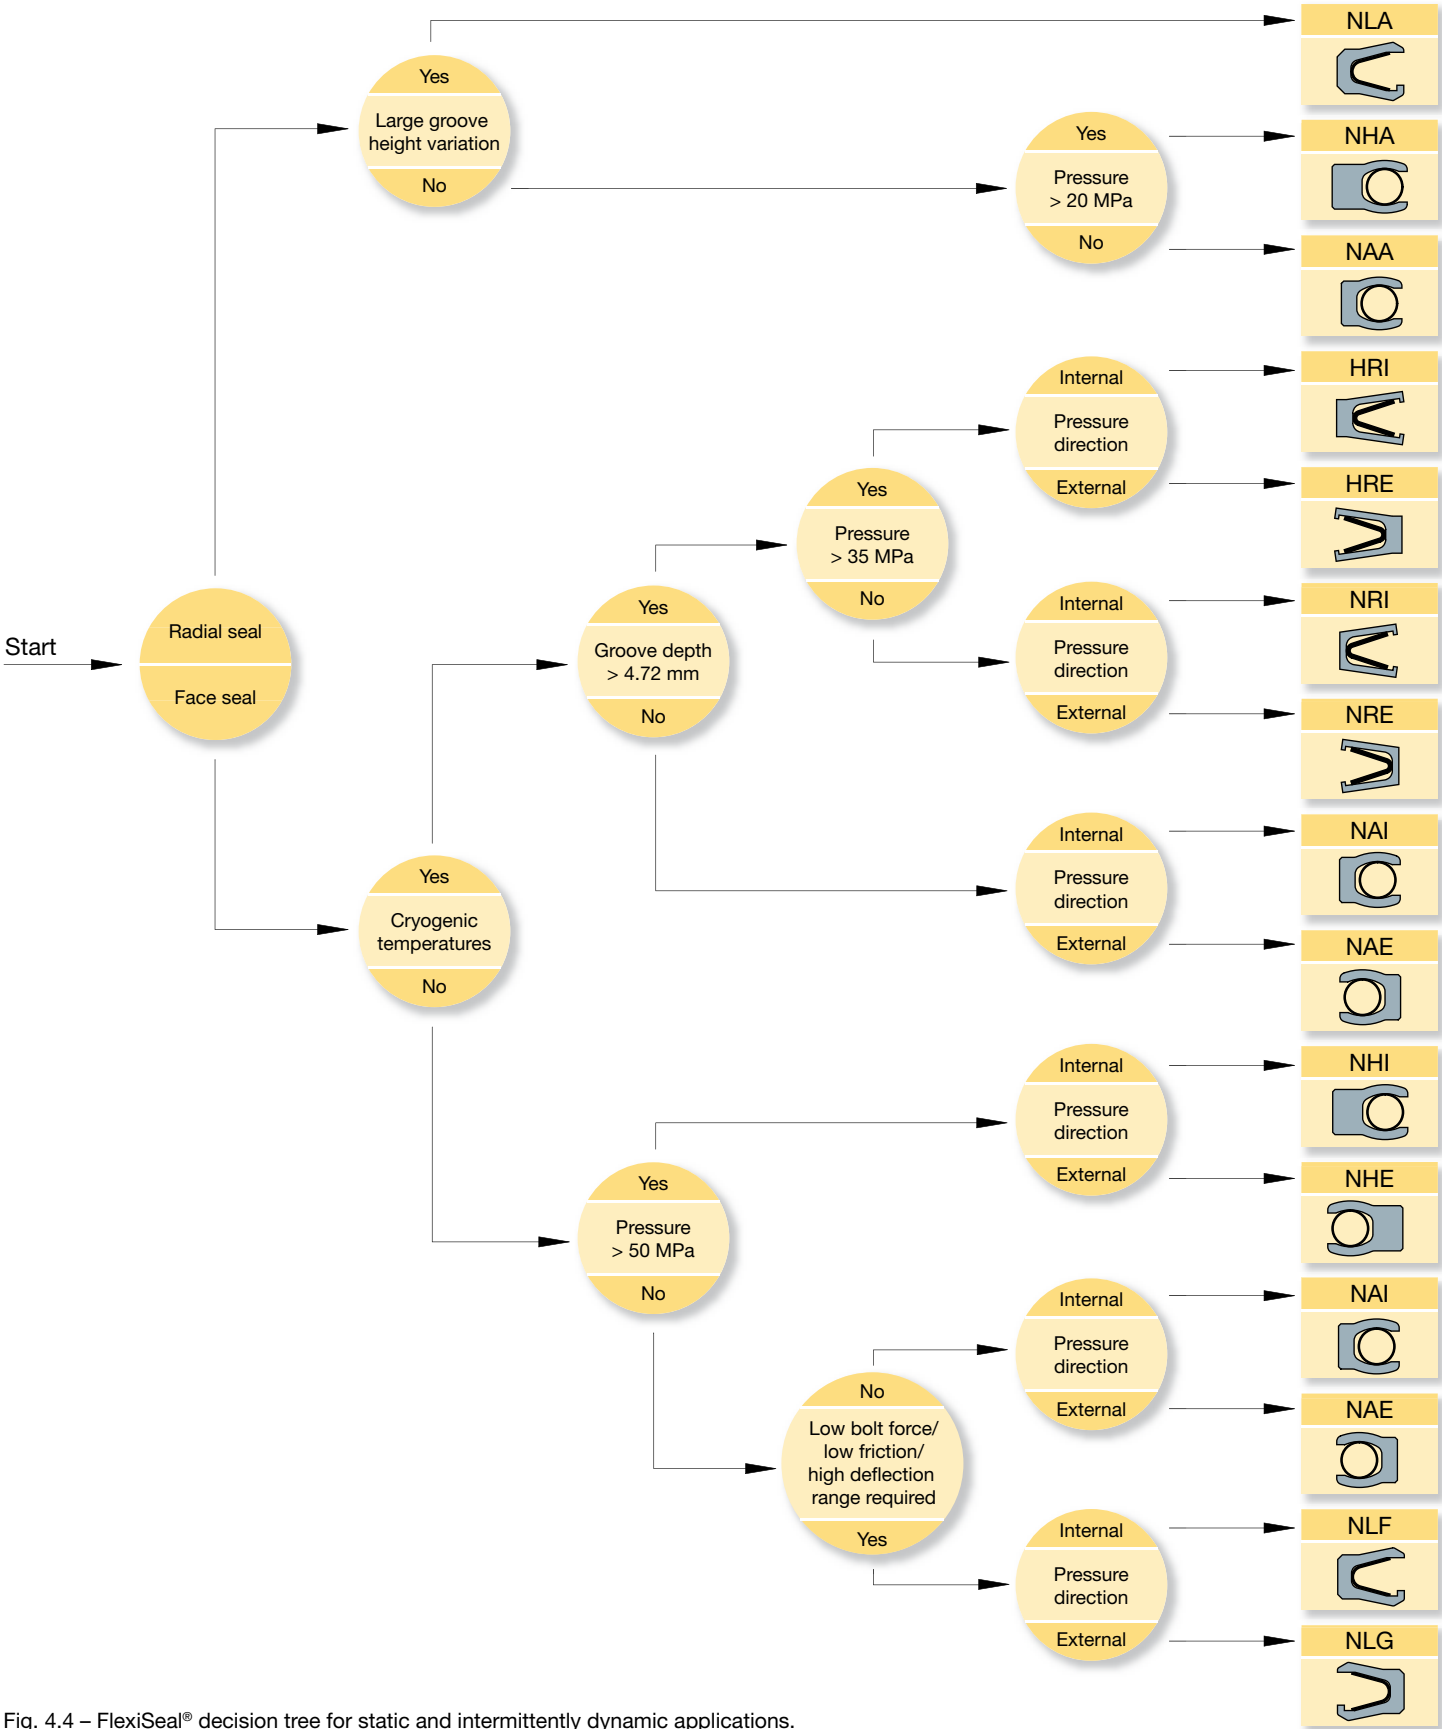 NLA
Yes
Large groove
height variation
No
Yes
Pressure
> 20 MPa
No
NHA
NAA
Internal
Pressure
direction
External
HRI
HRE
Yes
Pressure
> 35 MPa
No
Internal
Pressure
direction
External
NRI
NRE
Start
Radial seal
Face seal
Yes
Groove depth
> 4.72 mm
No
Internal
Pressure
direction
External
NAI
NAE
Yes
Cryogenic
temperatures
No
Internal
Pressure
direction
External
NHI
NHE
Yes
Pressure
> 50 MPa
No
Internal
Pressure
direction
External
NAI
NAE
No
Low bolt force/
low friction/
high deflection
range required
Yes
Internal
Pressure
direction
External
NLF
NLG
Fig. 4.4 – FlexiSeal® decision tree for static and intermittently dynamic applications.